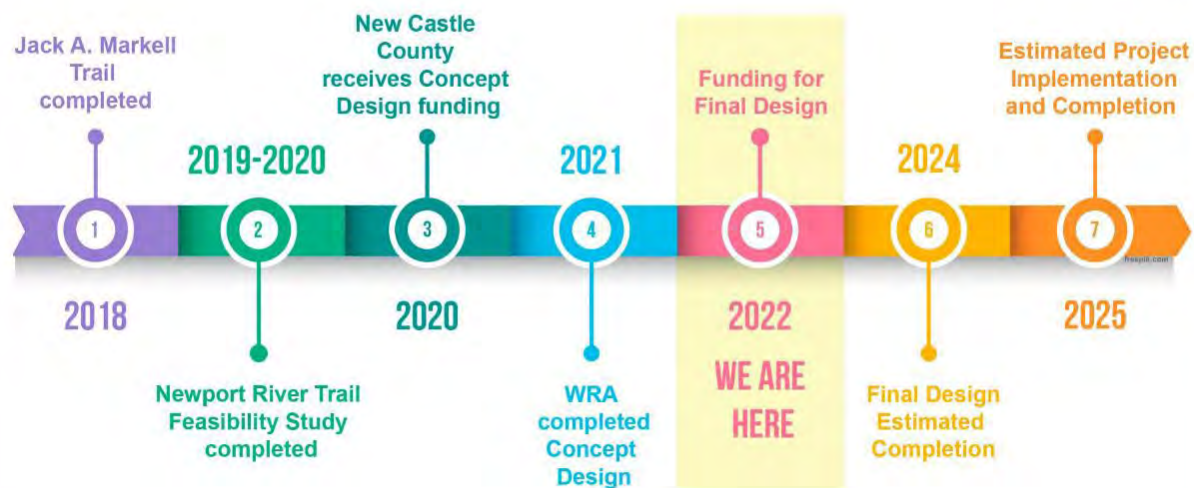 Jack A. Markell
Trail
completed
1
2018
2019-2020
2
Newport River Trail
Feasibility Study
completed
New Castle
County
receives Concept
Design funding
3
2020
2021
4
WRA
completed
Concept
Design
Funding for
Final Design
5
2022
WE ARE
HERE
2024
6
Final Design
Estimated
Completion
Estimated Project
Implementation
and Completion
7
freepik.com
2025